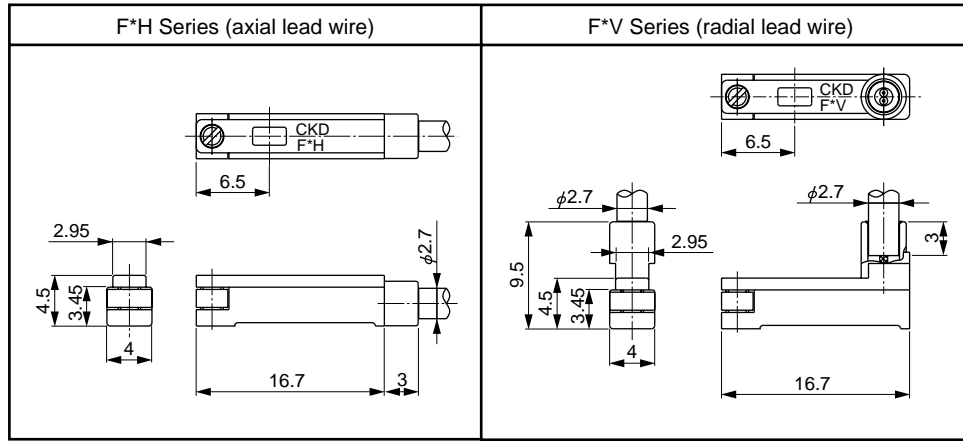 F*H Series (axial lead wire)
CKD
F*H
6.5
2.95
4.5
3.45
4
ϕ2.7
16.7
3
F*V Series (radial lead wire)
CKD
F*V
6.5
ϕ2.7
2.95
9.5
4.5
3.45
4
ϕ2.7
3
16.7